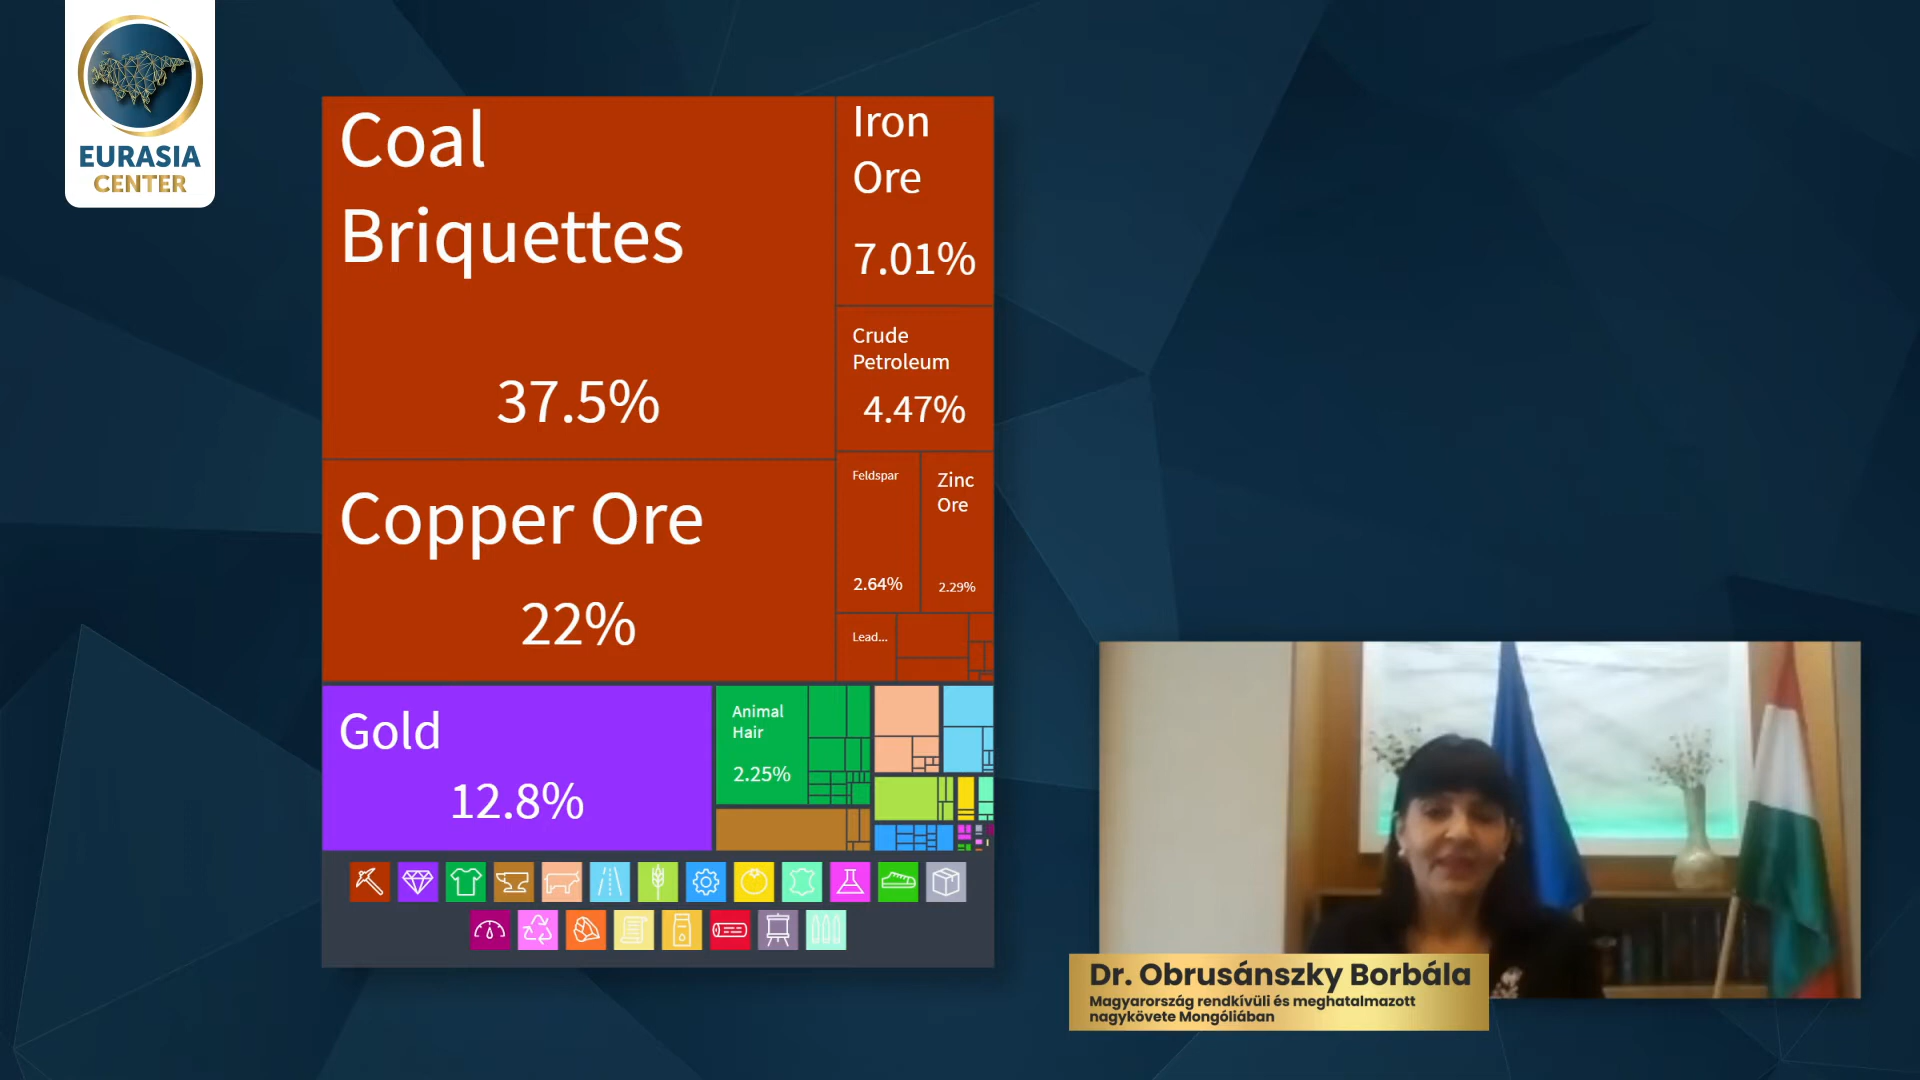 EURASIA
CENTER
Coal
Briquettes
37.5%
Copper Ore
22%
Iron
Ore
7.01%
Crude
Petroleum
4.47%
Feldspar
2.64%
Zinc
Ore
2.29%
Lead...
Gold
12.8%
Animal
Hair
2.25%
Dr. Obrusánszky Borbála
Magyarország rendkívüli és meghatalmazott
nagykövete Mongóliában